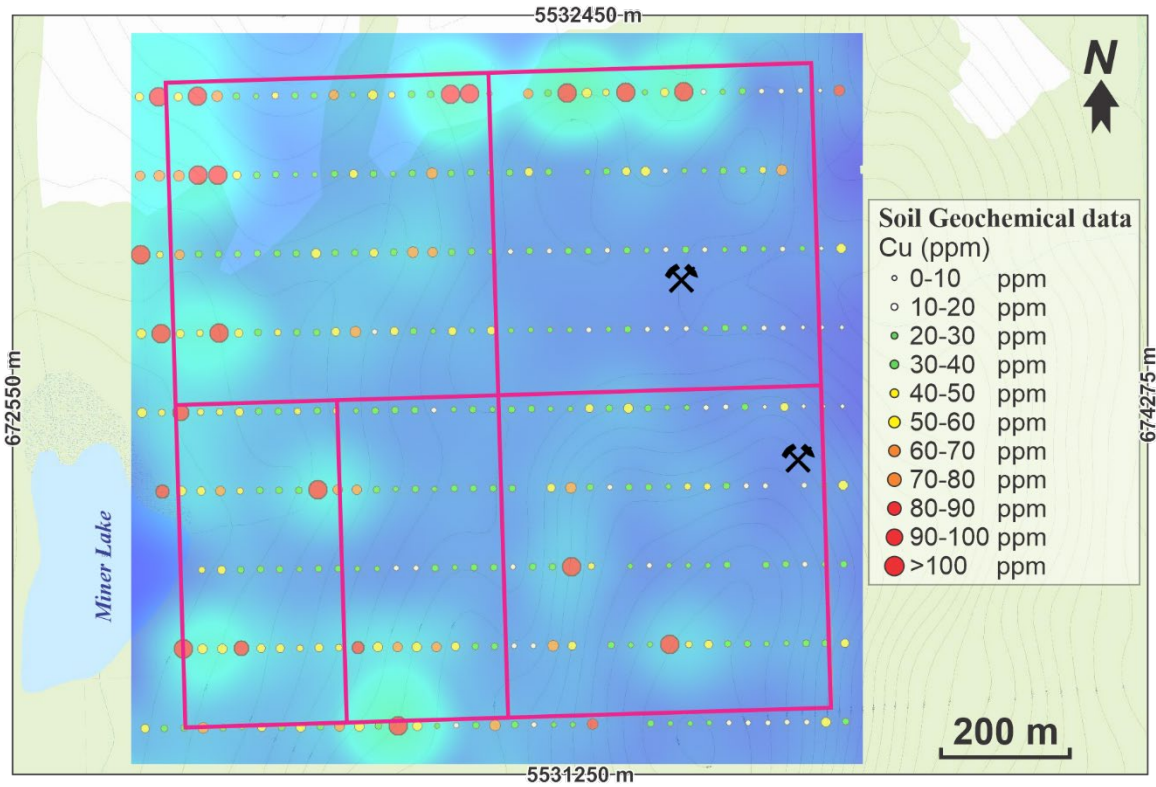 5532450 m
N
672550 m
674275 m
Soil Geochemical data
Cu (ppm)
0-10 ppm
10-20 ppm
20-30 ppm
30-40 ppm
40-50 ppm
50-60 ppm
60-70 ppm
70-80 ppm
80-90 ppm
90-100 ppm
>100 ppm
Miner Lake
200 m
5531250 m